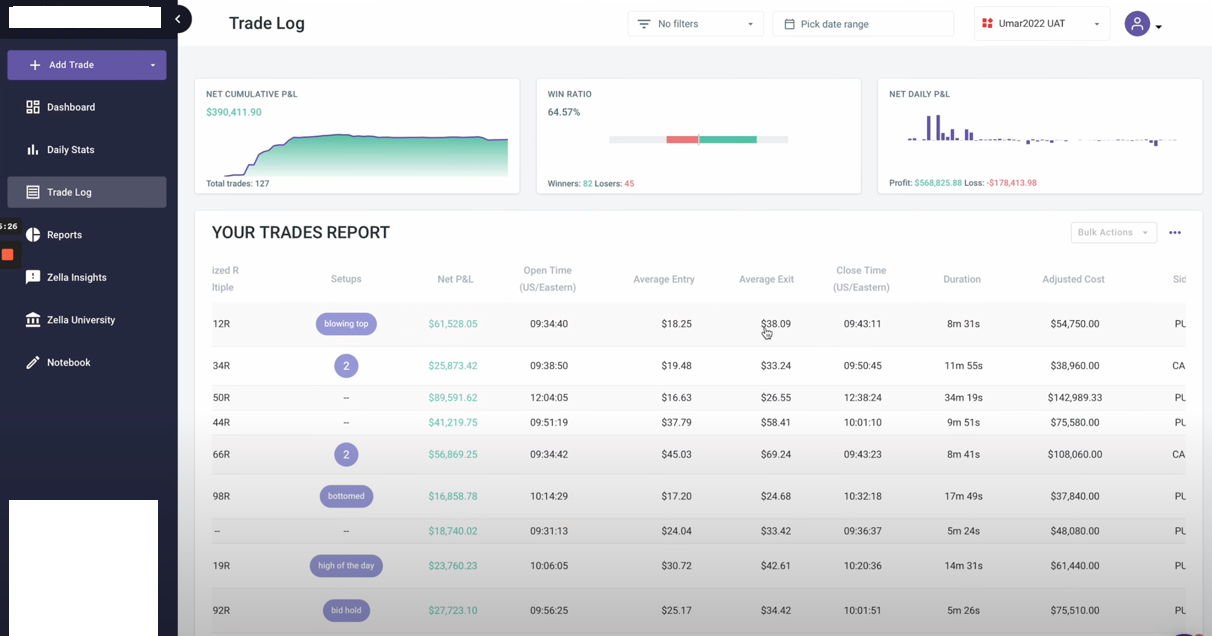 Trade Log
No filters
Pick date range
Umar2022 UAT
Add Trade
Dashboard
Daily Stats
Trade Log
5:26
Reports
Zella Insights
Zella University
Notebook
NET CUMULATIVE P&L
$390,411.90
Total trades: 127
WIN RATIO
64.57%
Winners: 82 Losers: 45
NET DAILY P&L
Profit: $568,825.88 Loss: -$178,413.98
YOUR TRADES REPORT
Bulk Actions
ized R
ltiple
Setups
Net P&L
Open Time
(US/Eastern)
Average Entry
Average Exit
Close Time
(US/Eastern)
Duration
Adjusted Cost
Sid
12R blowing top $61,528.05 09:34:40 $18.25 $38.09 09:43:11 8m 31s $54,750.00 PU
34R 2 $25,873.42 09:38:50 $19.48 $33.24 09:50:45 11m 55s $38,960.00 CA
50R -- $89,591.62 12:04:05 $16.63 $26.55 12:38:24 34m 19s $142,989.33 PU
44R -- $41,219.75 09:51:19 $37.79 $58.41 10:01:10 9m 51s $75,580.00 PU
66R 2 $56,869.25 09:34:42 $45.03 $69.24 09:43:23 8m 41s $108,060.00 CA
98R bottomed $16,858.78 10:14:29 $17.20 $24.68 10:32:18 17m 49s $37,840.00 PU
-- -- $18,740.02 09:31:13 $24.04 $33.42 09:36:37 5m 24s $48,080.00 PU
19R high of the day $23,760.23 10:06:05 $30.72 $42.61 10:20:36 14m 31s $61,440.00 PU
92R bid hold $27,723.10 09:56:25 $25.17 $34.42 10:01:51 5m 26s $75,510.00 PU